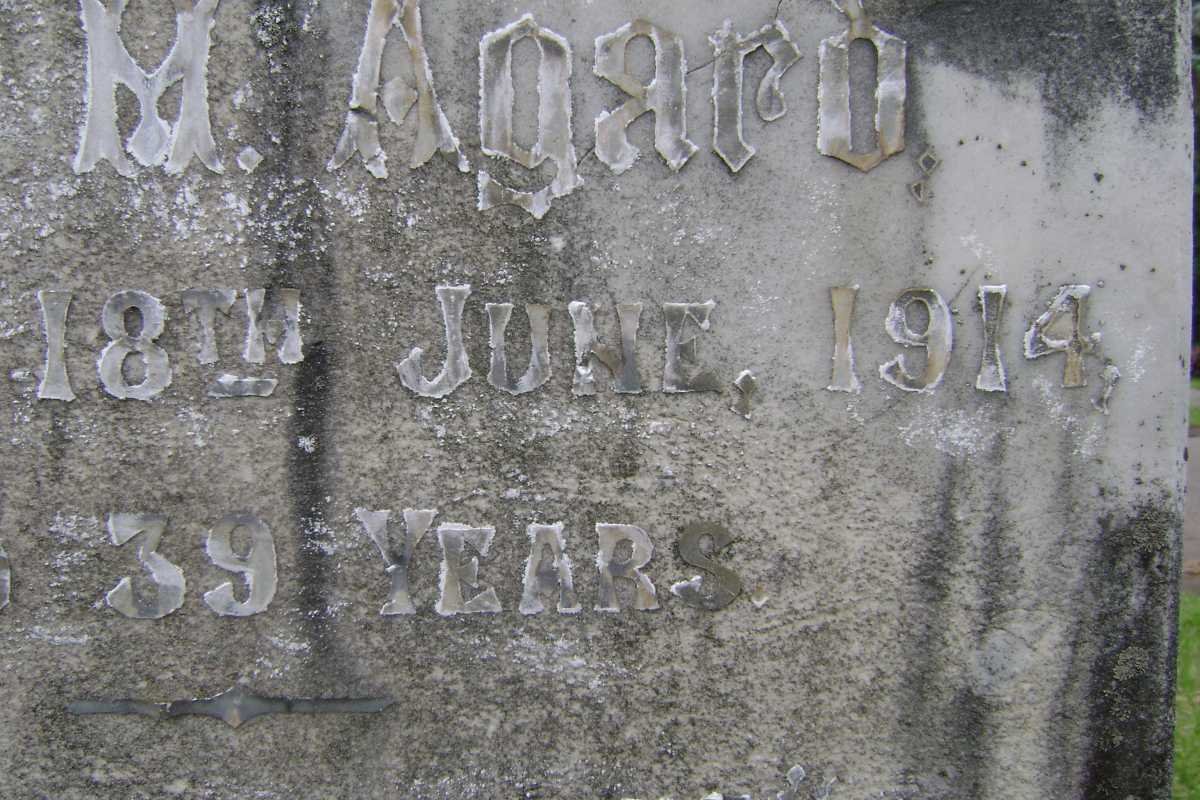 M. Agard,
18TH JUNE, 1914,
39 YEARS.